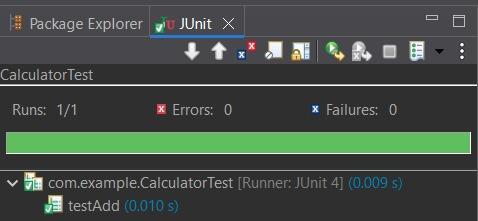 Package Explorer JUnit
CalculatorTest
Runs: 1/1 Errors: 0 Failures: 0
com.example.CalculatorTest [Runner: JUnit 4] (0.009 s)
testAdd (0.010 s)